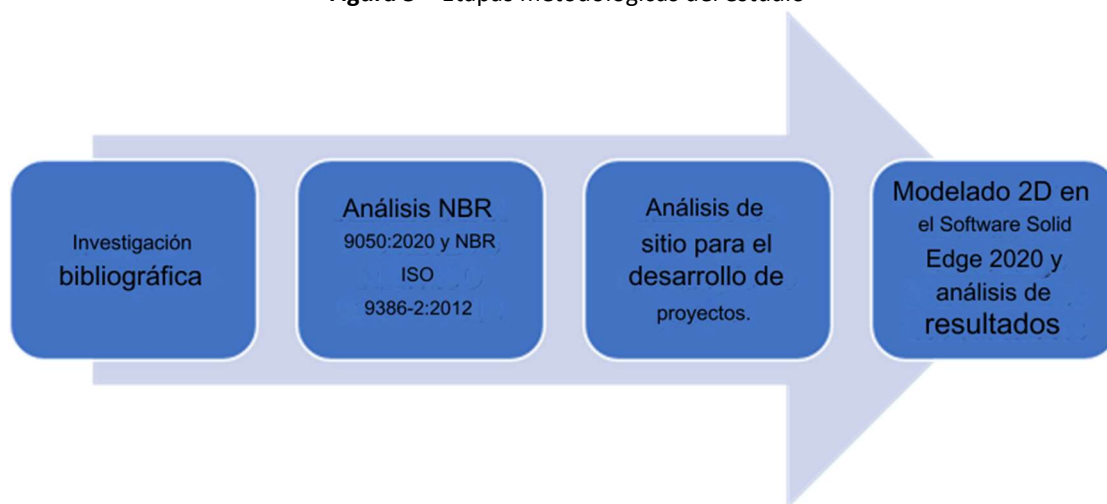 Investigación
bibliográfica
Análisis NBR
9050:2020 y NBR
ISO
9386-2:2012
Análisis de
sitio para el
desarrollo de
proyectos.
Modelado 2D en
el Software Solid
Edge 2020 y
análisis de
resultados